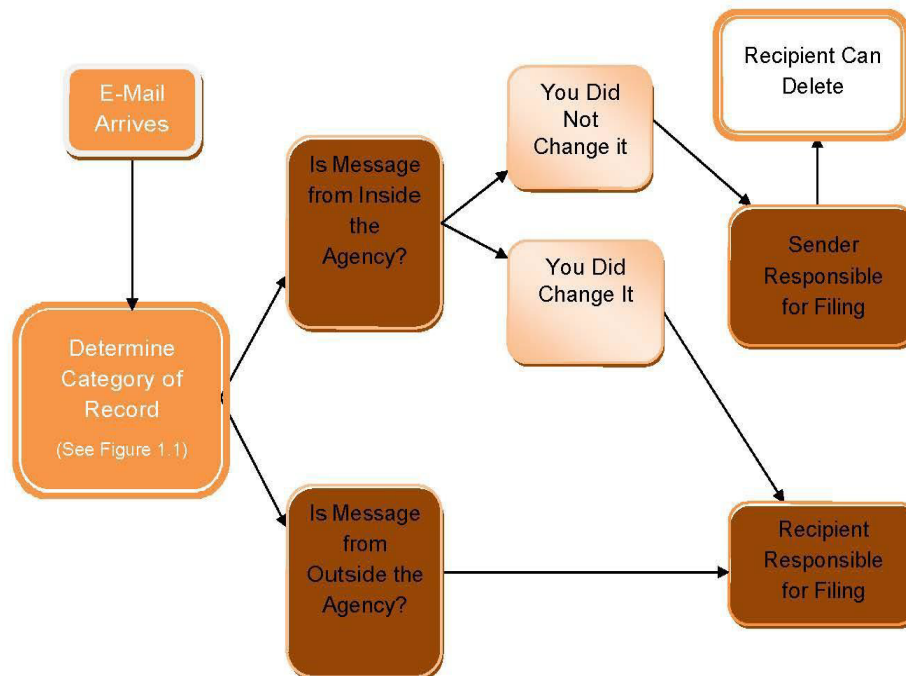 E-Mail
Arrives
Determine
Category of
Record
(See Figure 1.1)
Is Message
from Inside
the
Agency?
Is Message
from
Outside the
Agency?
You Did
Not
Change it
You Did
Change It
Recipient Can
Delete
Sender
Responsible
for Filing
Recipient
Responsible
for Filing